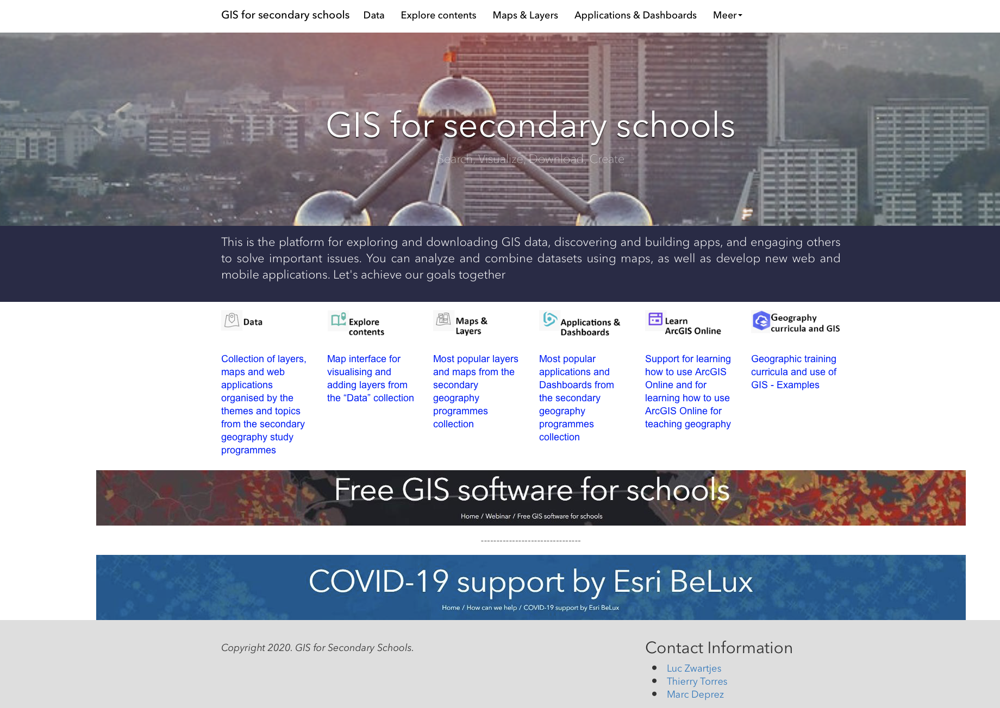 GIS for secondary schools Data Explore contents Maps & Layers Applications & Dashboards Meer
GIS for secondary schools
Search, Visualize, Download, Create
This is the platform for exploring and downloading GIS data, discovering and building apps, and engaging others
to solve important issues. You can analyze and combine datasets using maps, as well as develop new web and
mobile applications. Let's achieve our goals together
Data
Collection of layers,
maps and web
applications
organised by the
themes and topics
from the secondary
geography study
programmes
Explore
contents
Map interface for
visualising and
adding layers from
the “Data” collection
Maps &
Layers
Most popular layers
and maps from the
secondary
geography
programmes
collection
Applications &
Dashboards
Most popular
applications and
Dashboards from
the secondary
geography
programmes
collection
Learn
ArcGIS Online
Support for learning
how to use ArcGIS
Online and for
learning how to use
ArcGIS Online for
teaching geography
Geography
curricula and GIS
Geographic training
curricula and use of
GIS - Examples
Free GIS software for schools
Home / Webinar / Free GIS software for schools
--------------------------------
COVID-19 support by Esri BeLux
Home / How can we help / COVID-19 support by Esri BeLux
Copyright 2020. GIS for Secondary Schools.
Contact Information
Luc Zwartjes
Thierry Torres
Marc Deprez